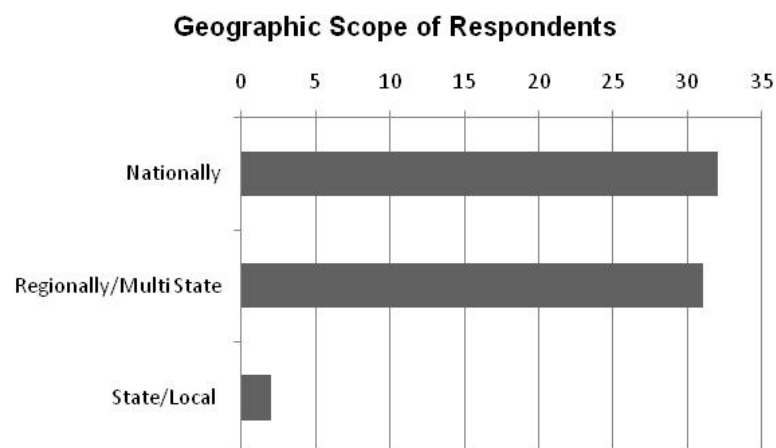 Geographic Scope of Respondents
0 5 10 15 20 25 30 35
Nationally
Regionally/Multi State
State/Local